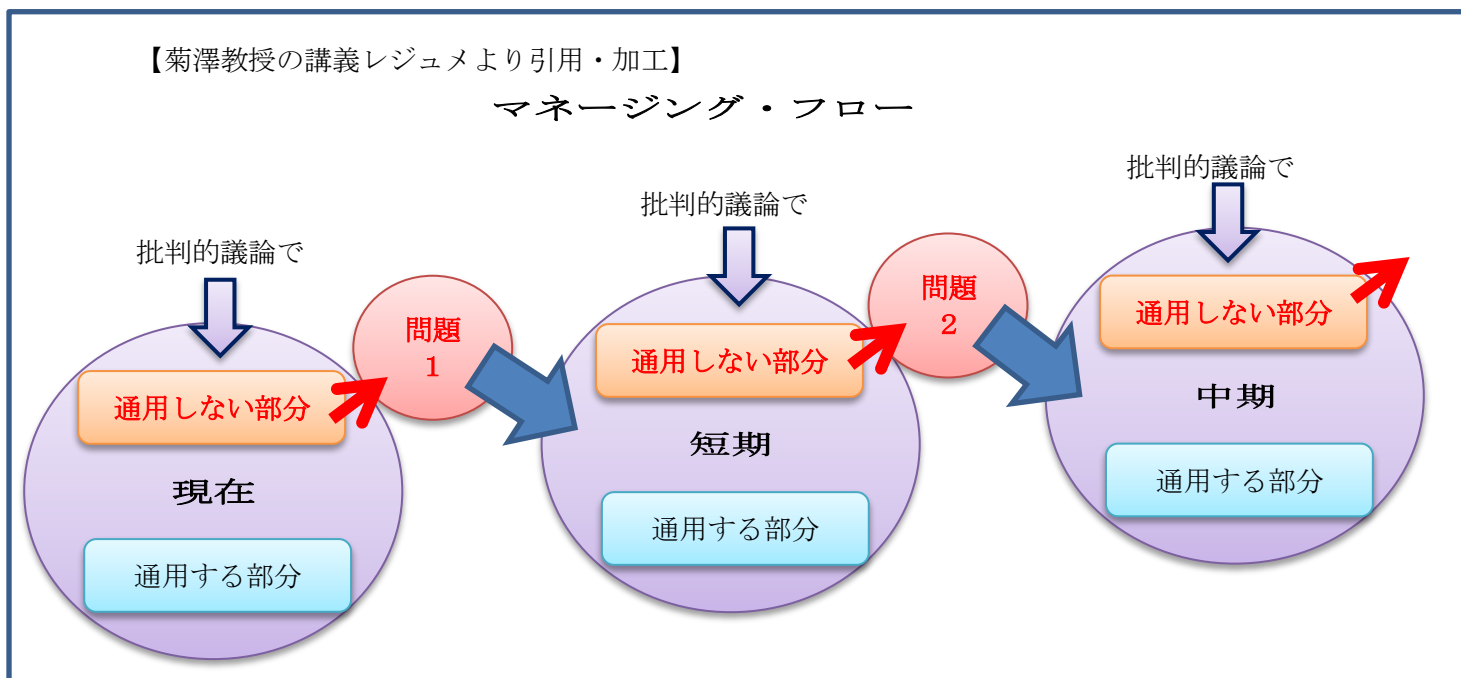 【菊澤教授の講義レジュメより引用・加工】
マネージング・フロー
批判的議論で
通用しない部分
現在
通用する部分
問題
1
批判的議論で
通用しない部分
短期
通用する部分
問題
２
批判的議論で
通用しない部分
中期
通用する部分